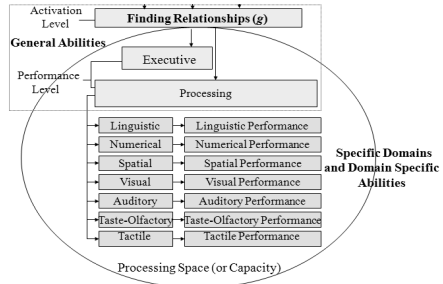 Activation
Level
Finding Relationships (g)
General Abilities
Executive
Performance
Level
Processing
Linguistic
Linguistic Performance
Numerical
Numerical Performance
Spatial
Spatial Performance
Visual
Visual Performance
Auditory
Auditory Performance
Taste-Olfactory
Taste-Olfactory Performance
Tactile
Tactile Performance
Specific Domains
and Domain Specific
Abilities
Processing Space (or Capacity)